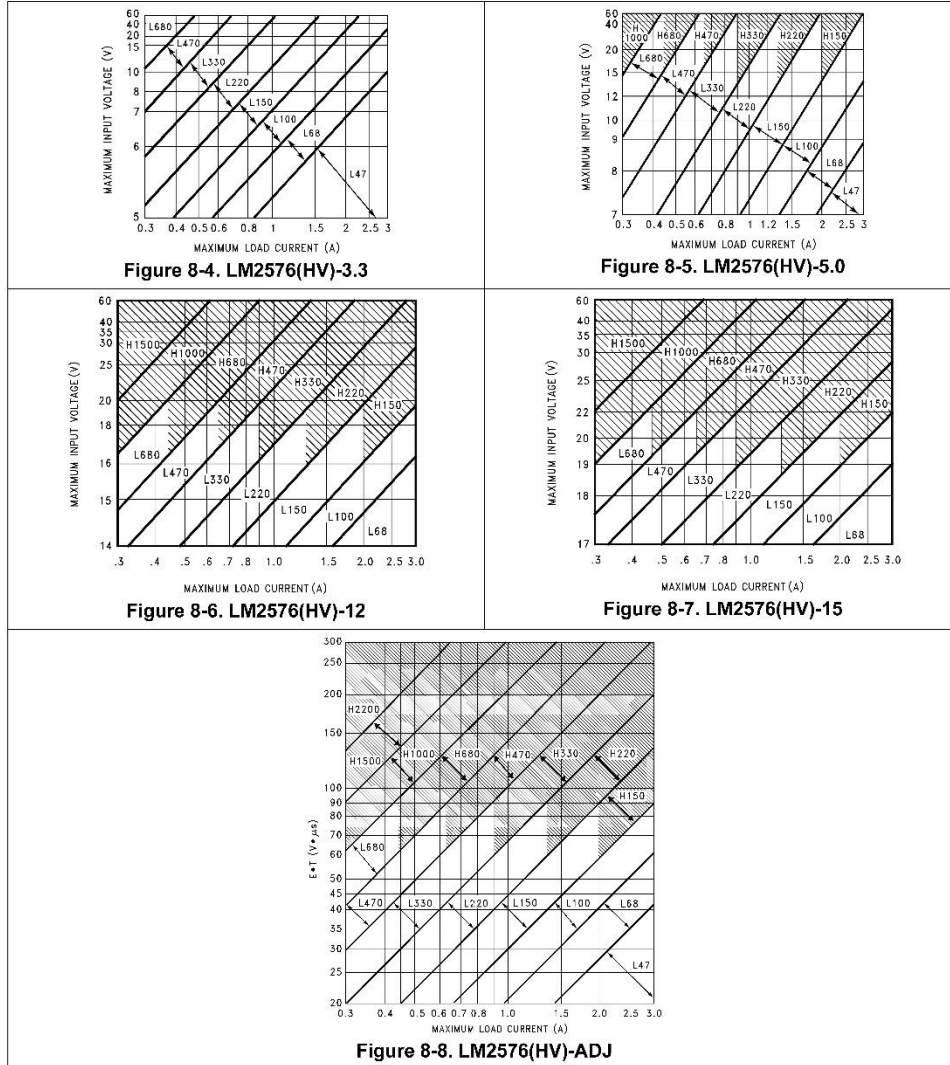 60
40
20
15
10
8
7
6
5
MAXIMUM INPUT VOLTAGE (V)
L680
L470
L330
L220
L150
L100
L68
L47
0.3 0.4 0.5 0.6 0.8 1 1.5 2 2.5 3
MAXIMUM LOAD CURRENT (A)
Figure 8-4. LM2576(HV)-3.3
60
40
20
15
12
10
9
8
7
MAXIMUM INPUT VOLTAGE (V)
H
1000
H680
H470
H330
H220
H150
L680
L470
L330
L220
L150
L100
L68
L47
0.3 0.4 0.5 0.6 0.8 1 1.2 1.5 2 2.5 3
MAXIMUM LOAD CURRENT (A)
Figure 8-5. LM2576(HV)-5.0
60
40
35
30
25
20
18
16
15
14
MAXIMUM INPUT VOLTAGE (V)
H1500
H1000
H680
H470
H330
H220
H150
L680
L470
L330
L220
L150
L100
L68
.3 .4 .5 .6 .7 .8 1.0 1.5 2.0 2.5 3.0
MAXIMUM LOAD CURRENT (A)
Figure 8-6. LM2576(HV)-12
60
40
35
30
25
22
20
19
18
17
MAXIMUM INPUT VOLTAGE (V)
H1500
H1000
H680
H470
H330
H220
H150
L680
L470
L330
L220
L150
L100
L68
.3 .4 .5 .6 .7 .8 1.0 1.5 2.0 2.5 3.0
MAXIMUM LOAD CURRENT (A)
Figure 8-7. LM2576(HV)-15
300
250
200
150
100
90
80
70
60
50
45
40
35
30
25
20
E•T (V•µs)
H2200
H1500
H1000
H680
H470
H330
H220
H150
L680
L470
L330
L220
L150
L100
L68
L47
0.3 0.4 0.5 0.6 0.7 0.8 1.0 1.5 2.0 2.5 3.0
MAXIMUM LOAD CURRENT (A)
Figure 8-8. LM2576(HV)-ADJ